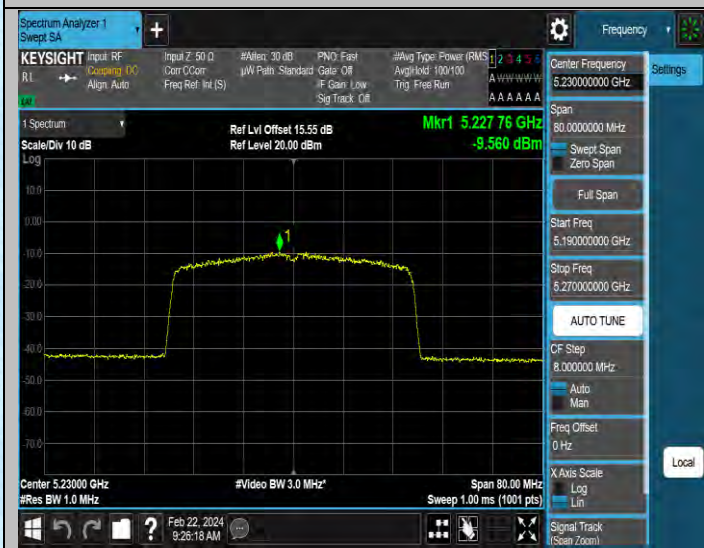 Spectrum Analyzer 1
Swept SA
+
Frequency
KEYSIGHT
RL
LXI
Input: RF
Coupling: DC
Align: Auto
Input Z: 50 Ω
Corr CCorr
Freq Ref: Int (S)
#Atten: 30 dB
µW Path: Standard
PNO: Fast
Gate: Off
IF Gain: Low
Sig Track: Off
#Avg Type: Power (RMS
Avg|Hold: 100/100
Trig: Free Run
1 2 3 4 5 6
A W W W W W
A A A A A A
1 Spectrum
Scale/Div 10 dB
Log
Ref Lvl Offset 15.55 dB
Ref Level 20.00 dBm
Mkr1 5.227 76 GHz
-9.560 dBm
10.0
0.00
-10.0
-20.0
-30.0
-40.0
-50.0
-60.0
-70.0
1
Center 5.23000 GHz
#Res BW 1.0 MHz
#Video BW 3.0 MHz*
Span 80.00 MHz
Sweep 1.00 ms (1001 pts)
Center Frequency
5.230000000 GHz
Settings
Span
80.0000000 MHz
Swept Span
Zero Span
Full Span
Start Freq
5.190000000 GHz
Stop Freq
5.270000000 GHz
AUTO TUNE
CF Step
8.000000 MHz
Auto
Man
Freq Offset
0 Hz
X Axis Scale
Log
Lin
Local
Signal Track
(Span Zoom)
?
Feb 22, 2024
9:26:18 AM